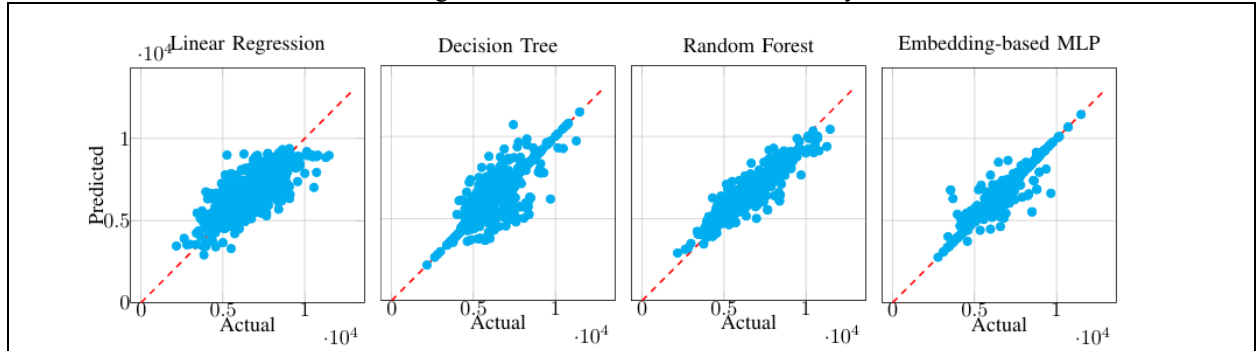 Linear Regression
Decision Tree
Random Forest
Embedding-based MLP
·10⁴
1
0.5
0
Predicted
0 0.5 1
Actual
·10⁴
0 0.5 1
Actual
·10⁴
0 0.5 1
Actual
·10⁴
0 0.5 1
Actual
·10⁴